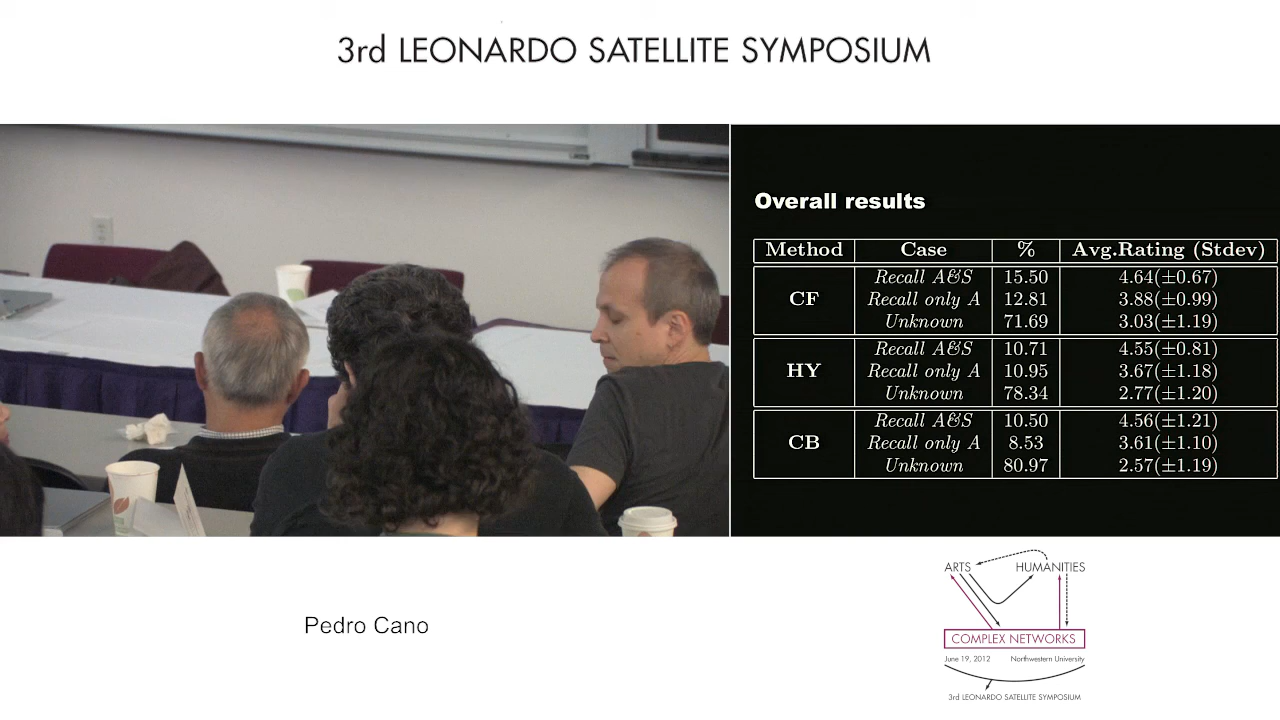 3rd LEONARDO SATELLITE SYMPOSIUM
Overall results
Method Case % Avg.Rating (Stdev)
CF Recall A&S 15.50 4.64(±0.67)
Recall only A 12.81 3.88(±0.99)
Unknown 71.69 3.03(±1.19)
HY Recall A&S 10.71 4.55(±0.81)
Recall only A 10.95 3.67(±1.18)
Unknown 78.34 2.77(±1.20)
CB Recall A&S 10.50 4.56(±1.21)
Recall only A 8.53 3.61(±1.10)
Unknown 80.97 2.57(±1.19)
Pedro Cano
ARTS HUMANITIES
COMPLEX NETWORKS
June 19, 2012 Northwestern University
3rd LEONARDO SATELLITE SYMPOSIUM